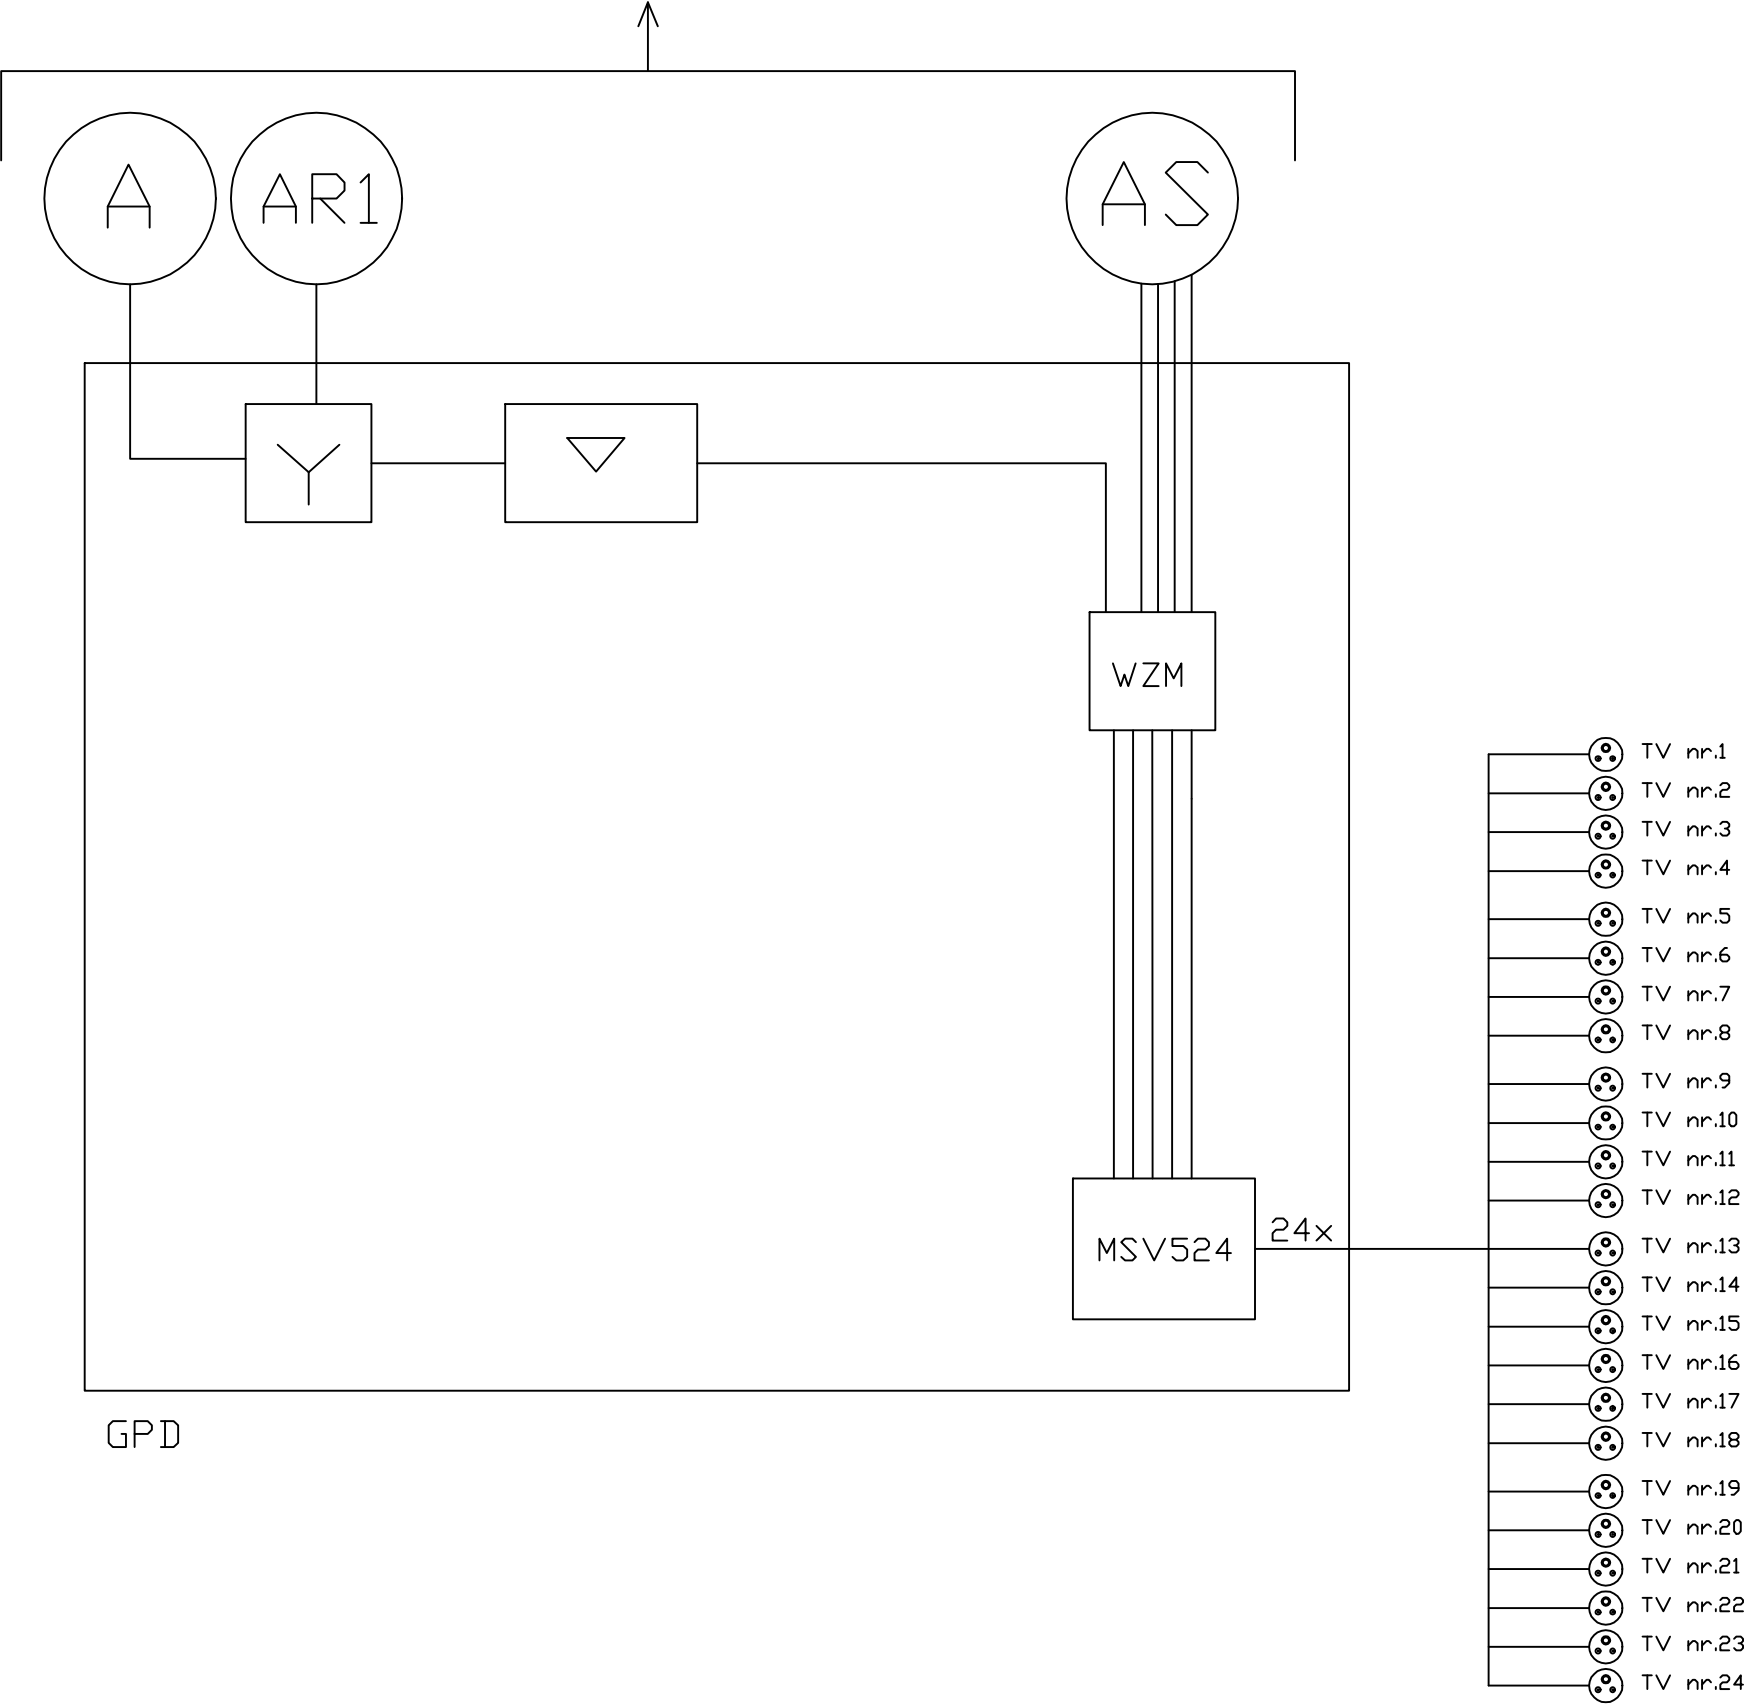 A
AR1
AS
WZM
MSV524
24x
GPD
TV nr.1
TV nr.2
TV nr.3
TV nr.4
TV nr.5
TV nr.6
TV nr.7
TV nr.8
TV nr.9
TV nr.10
TV nr.11
TV nr.12
TV nr.13
TV nr.14
TV nr.15
TV nr.16
TV nr.17
TV nr.18
TV nr.19
TV nr.20
TV nr.21
TV nr.22
TV nr.23
TV nr.24